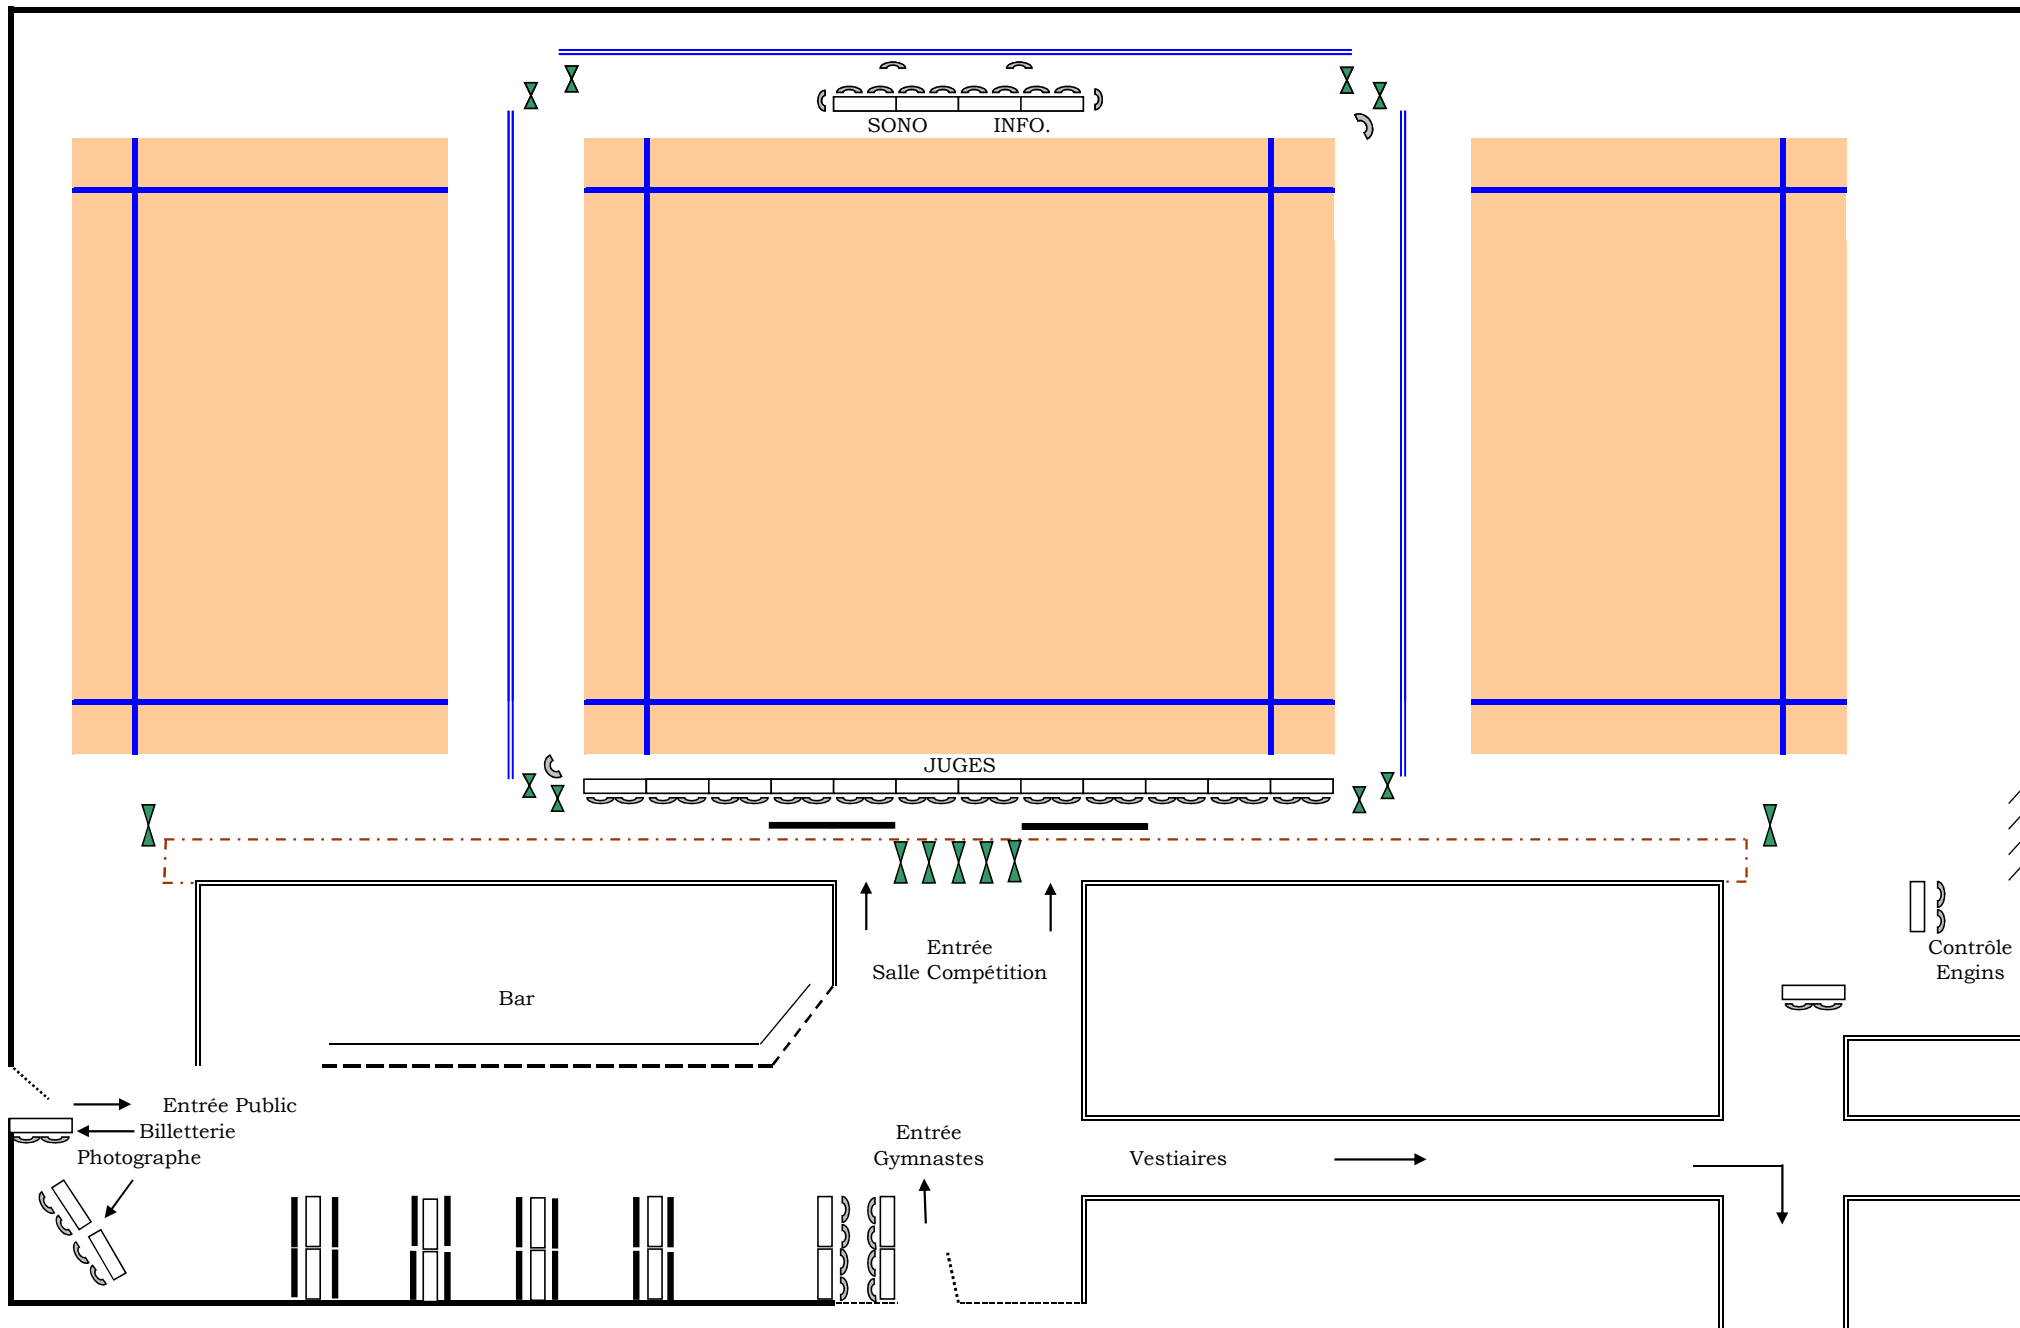 SONO
INFO.
JUGES
Entrée
Salle Compétition
Contrôle
Engins
Bar
Entrée Public
Billetterie
Photographe
Entrée
Gymnastes
Vestiaires